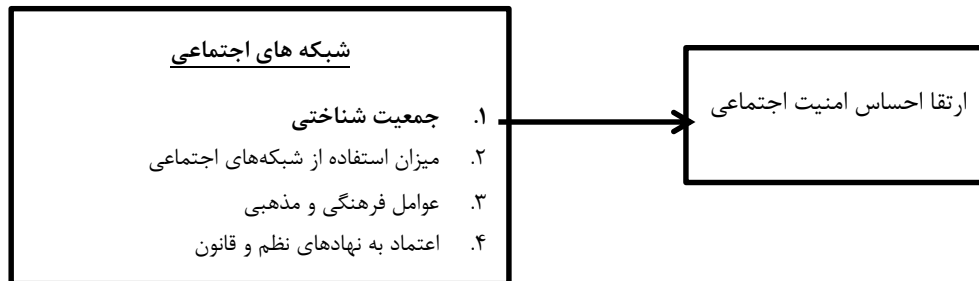 شبکه های اجتماعی
۱. جمعیت شناختی
۲. میزان استفاده از شبکه‌های اجتماعی
۳. عوامل فرهنگی و مذهبی
۴. اعتماد به نهادهای نظم و قانون
ارتقا احساس امنیت اجتماعی